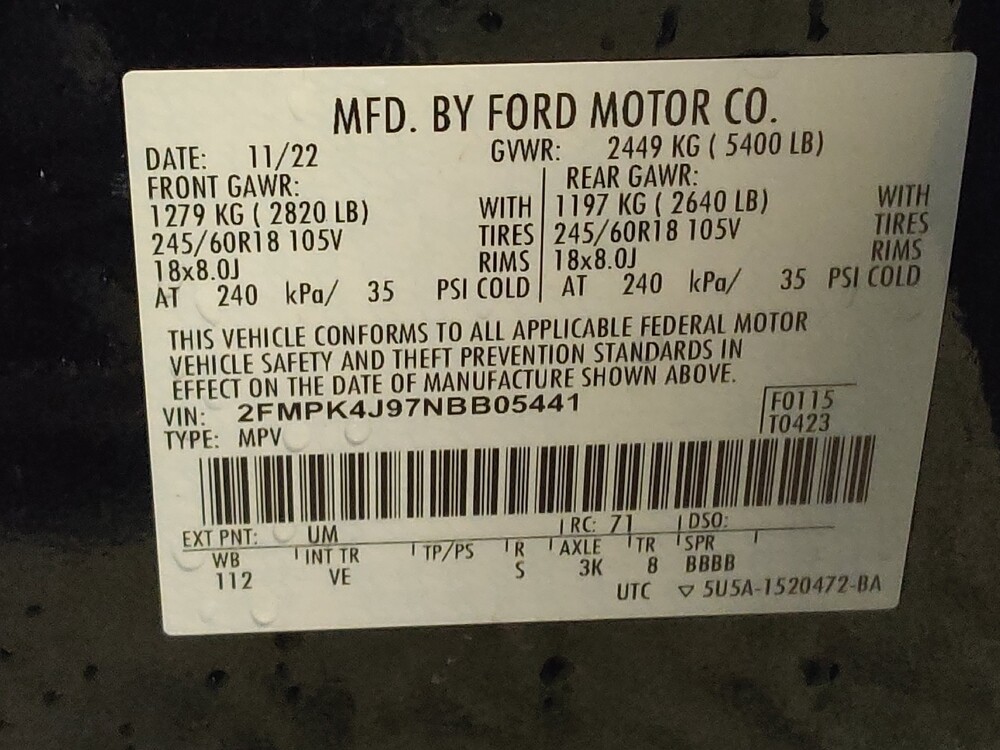 MFD. BY FORD MOTOR CO.
DATE: 11/22 GVWR: 2449 KG ( 5400 LB)
FRONT GAWR: REAR GAWR:
1279 KG ( 2820 LB) WITH 1197 KG ( 2640 LB) WITH
245/60R18 105V TIRES 245/60R18 105V TIRES
18x8.0J RIMS 18x8.0J RIMS
AT 240 kPa/ 35 PSI COLD AT 240 kPa/ 35 PSI COLD
THIS VEHICLE CONFORMS TO ALL APPLICABLE FEDERAL MOTOR
VEHICLE SAFETY AND THEFT PREVENTION STANDARDS IN
EFFECT ON THE DATE OF MANUFACTURE SHOWN ABOVE.
VIN: 2FMPK4J97NBB05441 F0115
TYPE: MPV T0423
EXT PNT: UM RC: 71 DSO:
WB INT TR TP/PS R AXLE TR SPR
112 VE S 3K 8 BBBB
UTC ▽ 5U5A-1520472-BA